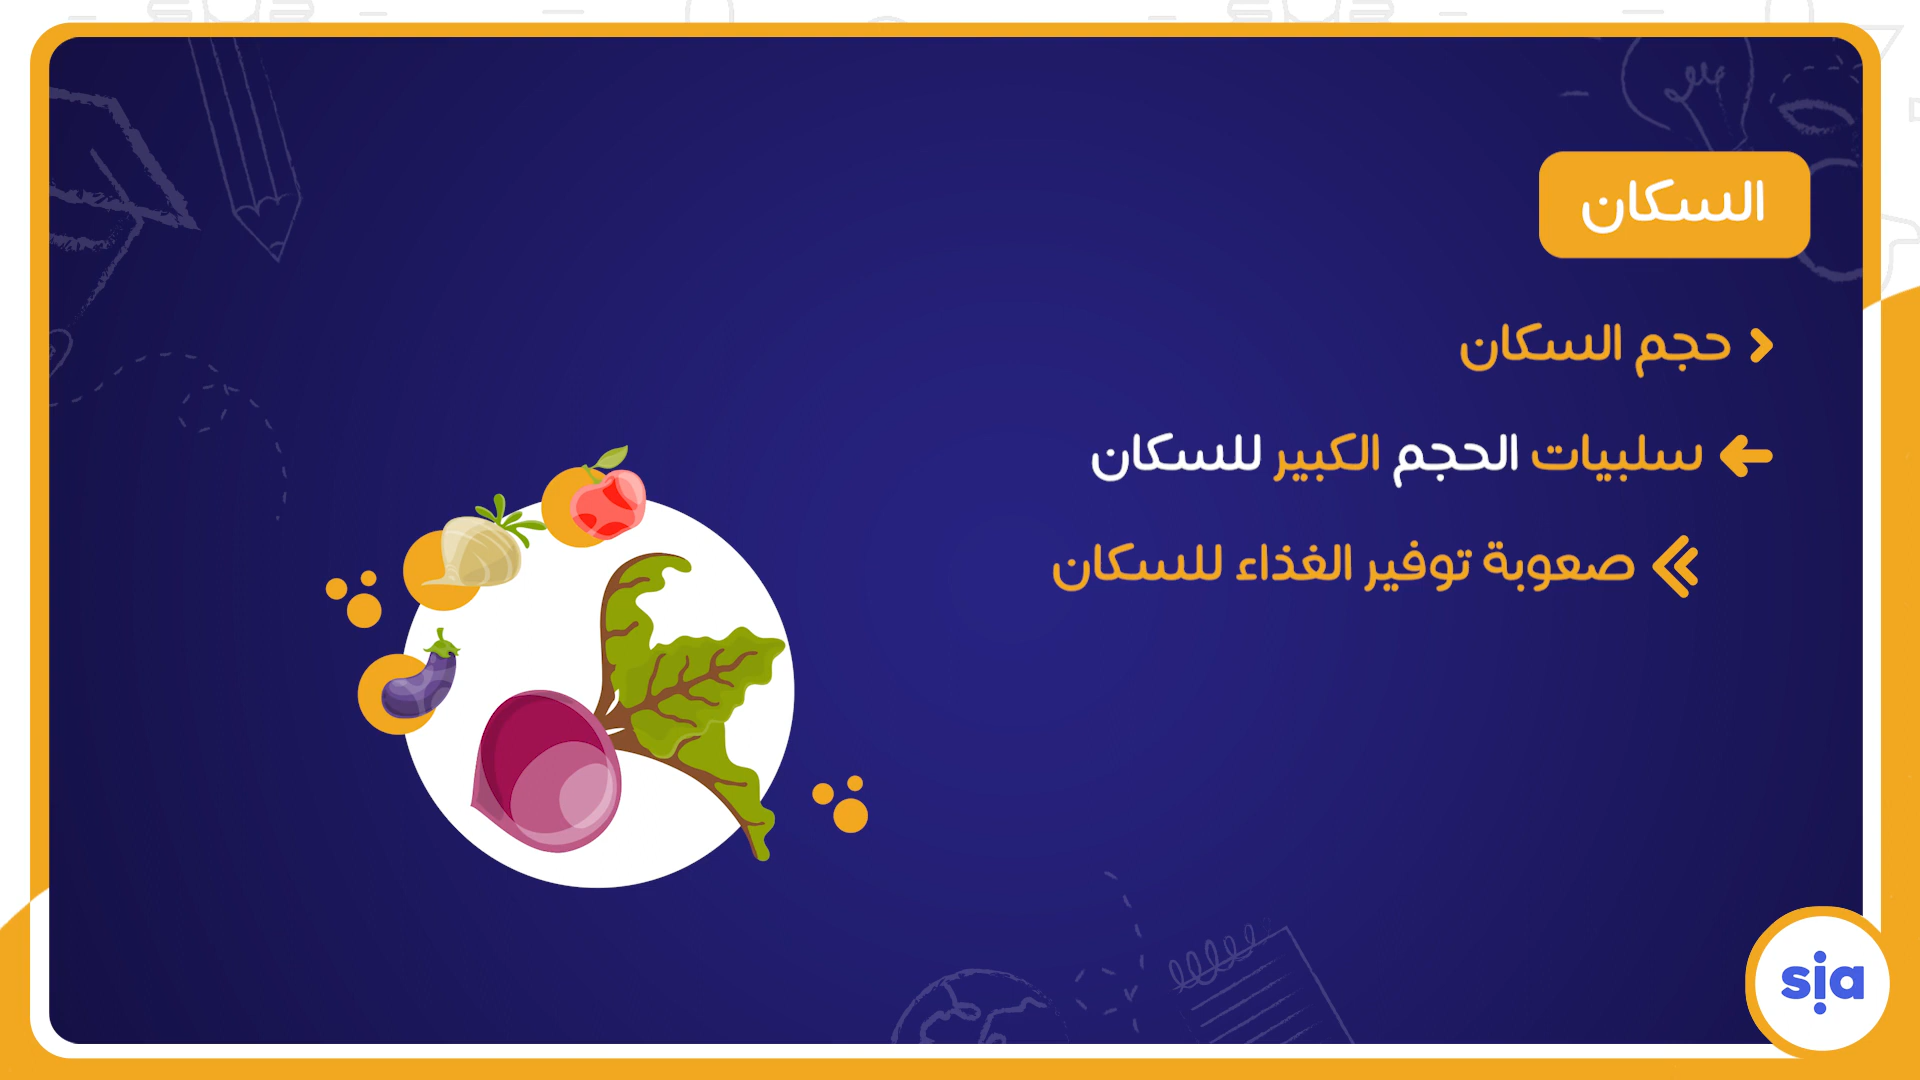 السكان
حجم السكان
سلبيات الحجم الكبير للسكان
صعوبة توفير الغذاء للسكان
sia